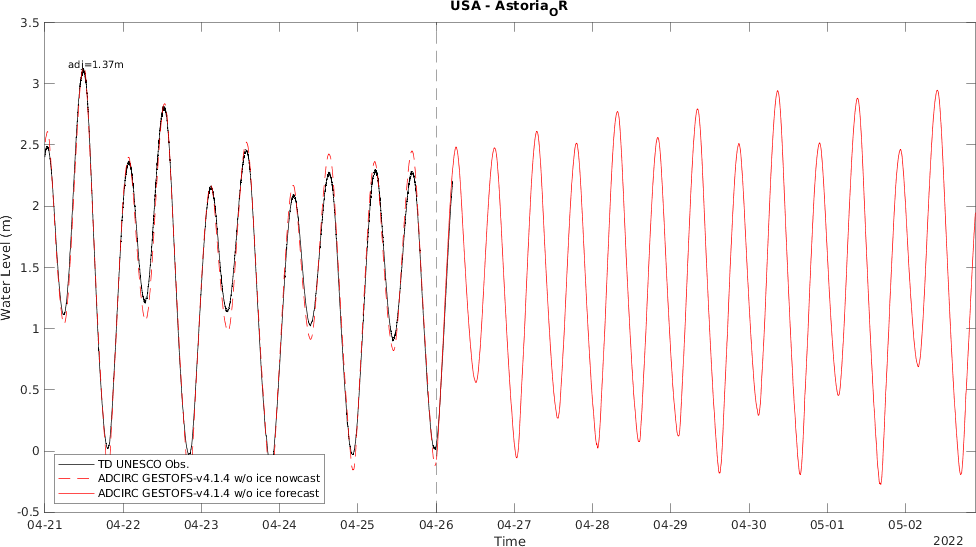 USA - Astoria_OR
adj=1.37m
3.5
3
2.5
2
1.5
1
0.5
0
-0.5
Water Level (m)
TD UNESCO Obs.
ADCIRC GESTOFS-v4.1.4 w/o ice nowcast
ADCIRC GESTOFS-v4.1.4 w/o ice forecast
04-21 04-22 04-23 04-24 04-25 04-26 04-27 04-28 04-29 04-30 05-01 05-02
Time
2022